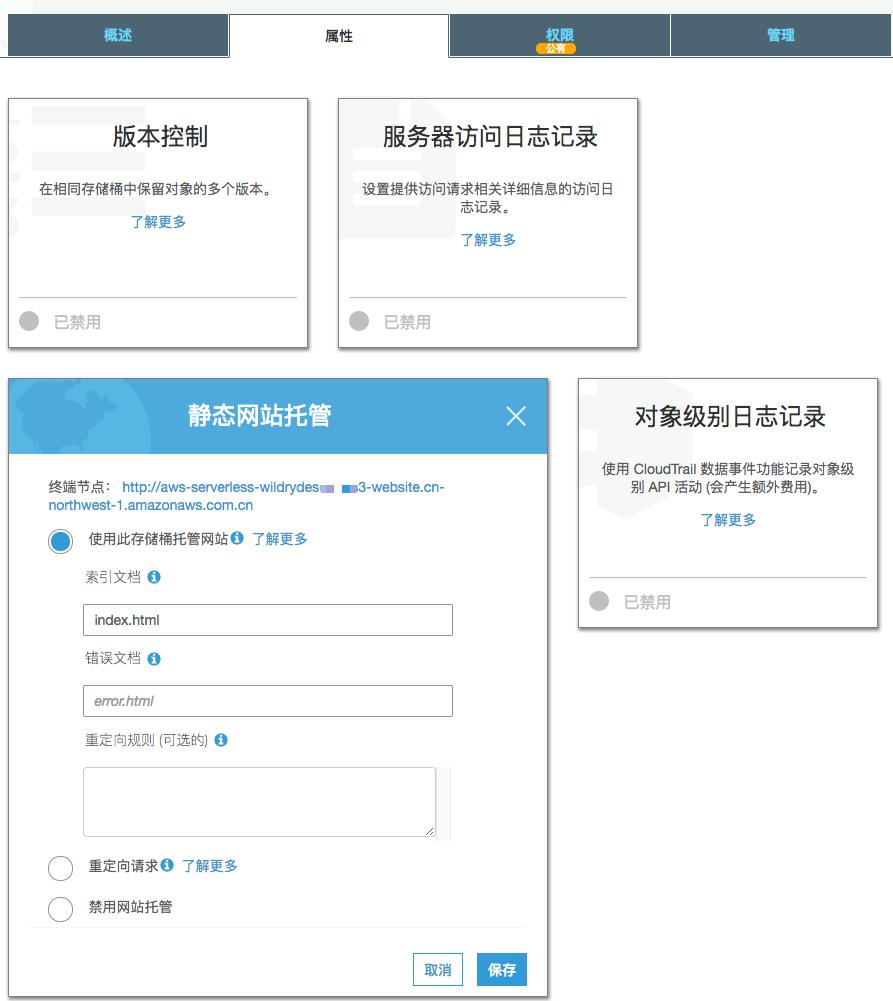 概述
属性
权限
公有
管理
版本控制
在相同存储桶中保留对象的多个版本。
了解更多
已禁用
服务器访问日志记录
设置提供访问请求相关详细信息的访问日
志记录。
了解更多
已禁用
静态网站托管
终端节点： http://aws-serverless-wildrydes 3-website.cn-
northwest-1.amazonaws.com.cn
使用此存储桶托管网站 了解更多
索引文档
index.html
错误文档
error.html
重定向规则 (可选的)
重定向请求 了解更多
禁用网站托管
取消
保存
对象级别日志记录
使用 CloudTrail 数据事件功能记录对象级
别 API 活动 (会产生额外费用)。
了解更多
已禁用